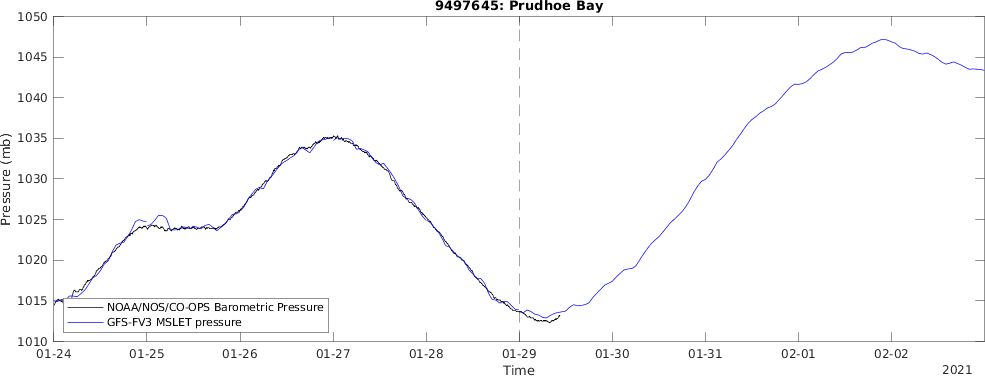 9497645: Prudhoe Bay
1050
1045
1040
1035
1030
1025
1020
1015
1010
Pressure (mb)
NOAA/NOS/CO-OPS Barometric Pressure
GFS-FV3 MSLET pressure
01-24 01-25 01-26 01-27 01-28 01-29 01-30 01-31 02-01 02-02
Time
2021